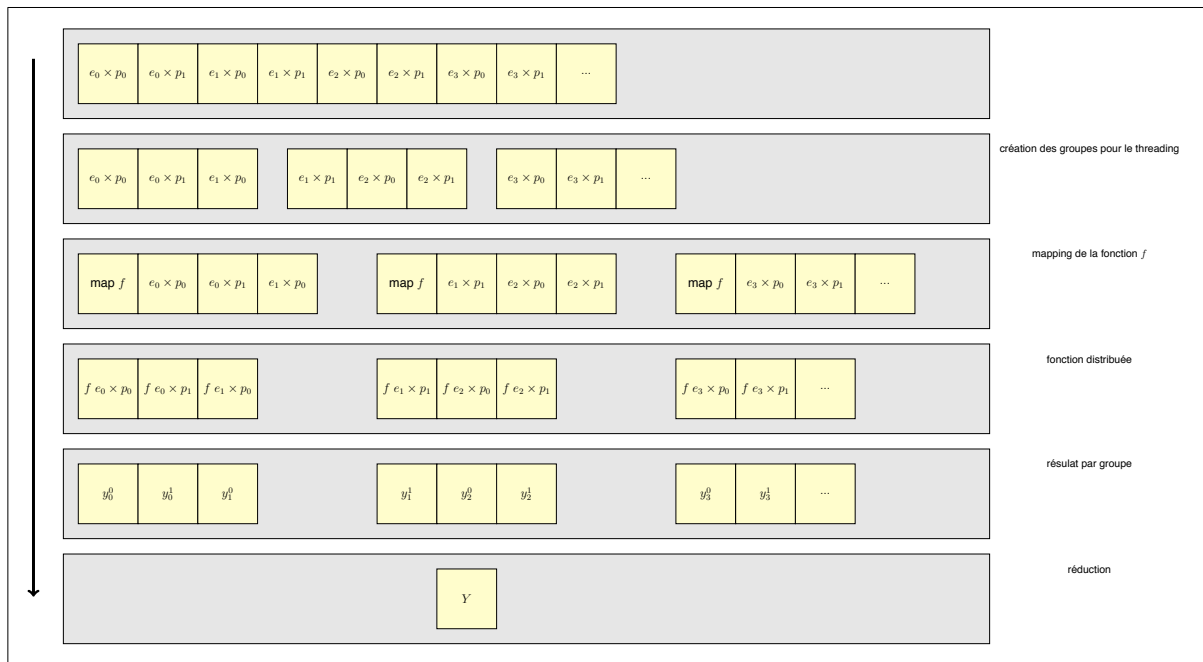 e₀ × p₀ e₀ × p₁ e₁ × p₀ e₁ × p₁ e₂ × p₀ e₂ × p₁ e₃ × p₀ e₃ × p₁ ...
création des groupes pour le threading
e₀ × p₀ e₀ × p₁ e₁ × p₀ e₁ × p₁ e₂ × p₀ e₂ × p₁ e₃ × p₀ e₃ × p₁ ...
mapping de la fonction f
map f e₀ × p₀ e₀ × p₁ e₁ × p₀ map f e₁ × p₁ e₂ × p₀ e₂ × p₁ map f e₃ × p₀ e₃ × p₁ ...
fonction distribuée
f e₀ × p₀ f e₀ × p₁ f e₁ × p₀ f e₁ × p₁ f e₂ × p₀ f e₂ × p₁ f e₃ × p₀ f e₃ × p₁ ...
résulat par groupe
y₀⁰ y₀¹ y₁⁰ y₁¹ y₂⁰ y₂¹ y₃⁰ y₃¹ ...
réduction
Y